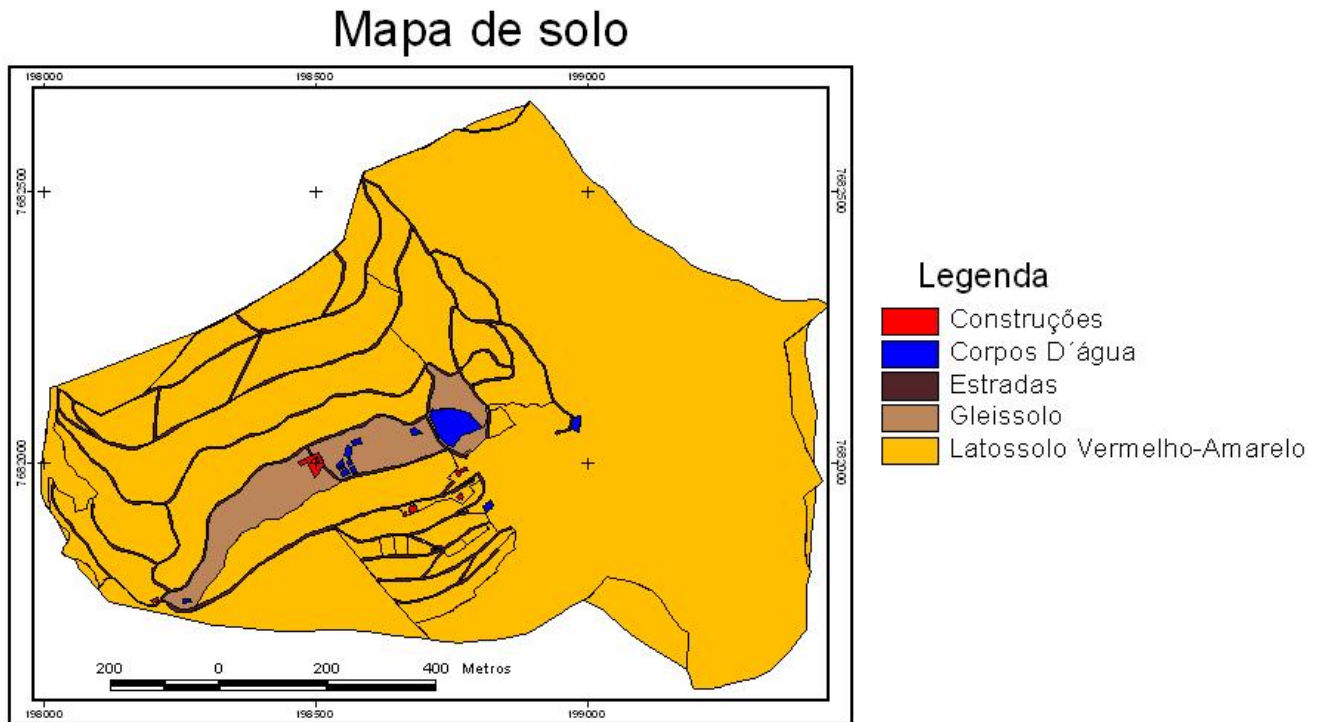 Mapa de solo
198000 198500 199000
7682500 7682500
Legenda
Construções
Corpos D´água
Estradas
Gleissolo
Latossolo Vermelho-Amarelo
7682000 7682000
200 0 200 400 Metros
198000 198500 199000